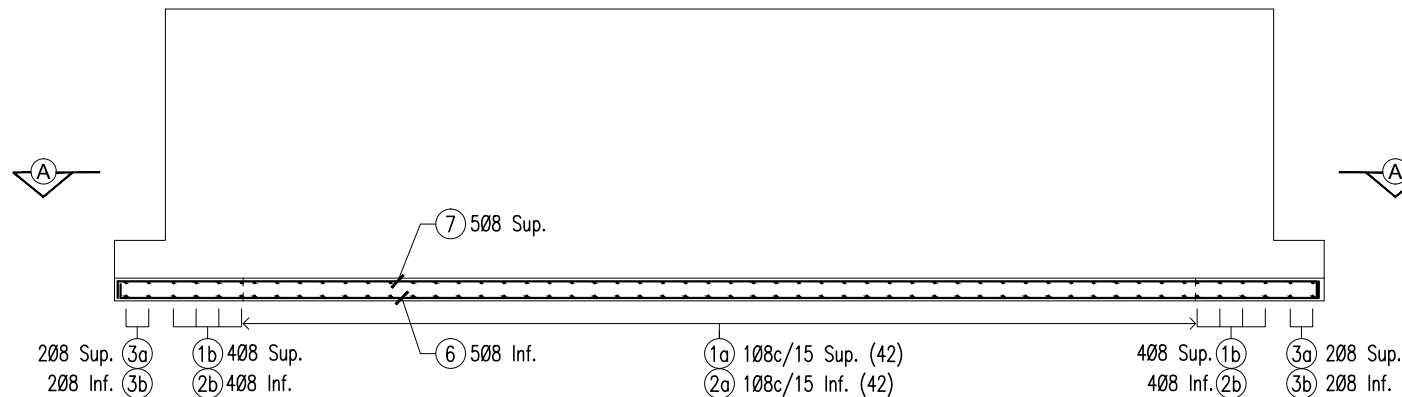 A
A
7 5Ø8 Sup.
6 5Ø8 Inf.
2Ø8 Sup. 3a 1b 4Ø8 Sup. 1a 1Ø8c/15 Sup. (42) 4Ø8 Sup. 1b 3a 2Ø8 Sup.
2Ø8 Inf. 3b 2b 4Ø8 Inf. 2a 1Ø8c/15 Inf. (42) 4Ø8 Inf. 2b 3b 2Ø8 Inf.